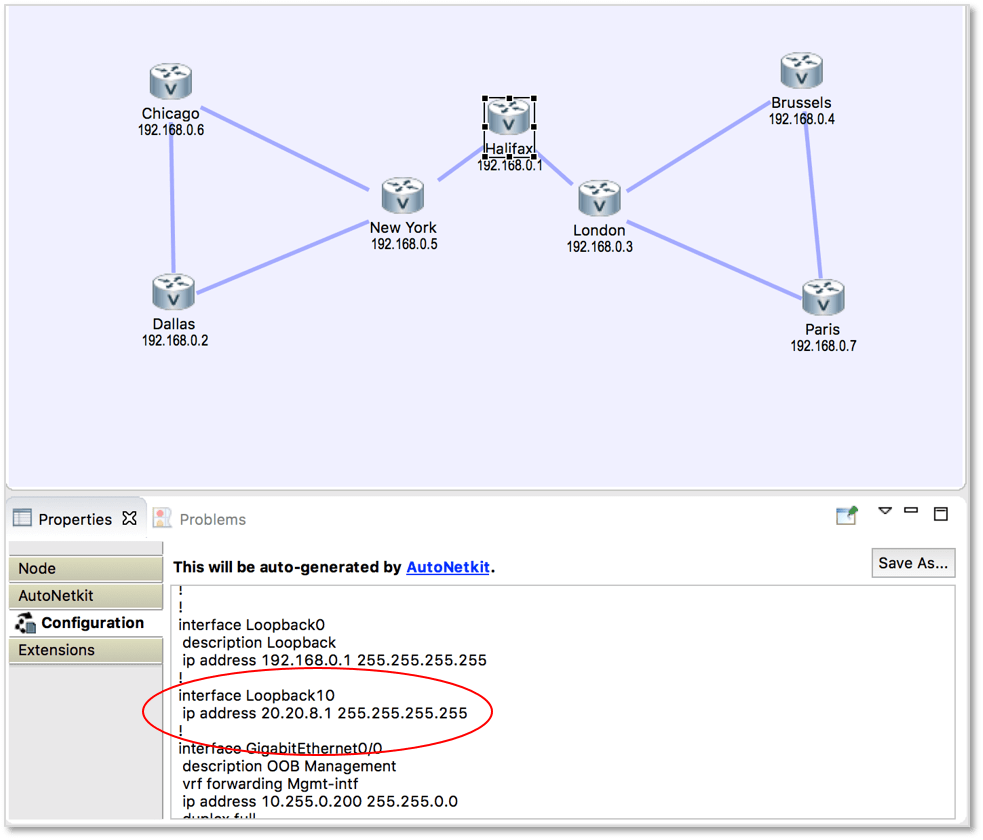 Chicago
192.168.0.6
Halifax
192.168.0.1
Brussels
192.168.0.4
New York
192.168.0.5
London
192.168.0.3
Dallas
192.168.0.2
Paris
192.168.0.7
V
V
V
V
V
V
V
Properties
Problems
Node
AutoNetkit
Configuration
Extensions
This will be auto-generated by AutoNetkit.
Save As...
!
!
interface Loopback0
description Loopback
ip address 192.168.0.1 255.255.255.255
!
interface Loopback10
ip address 20.20.8.1 255.255.255.255
!
interface GigabitEthernet0/0
description OOB Management
vrf forwarding Mgmt-intf
ip address 10.255.0.200 255.255.0.0
duplex full